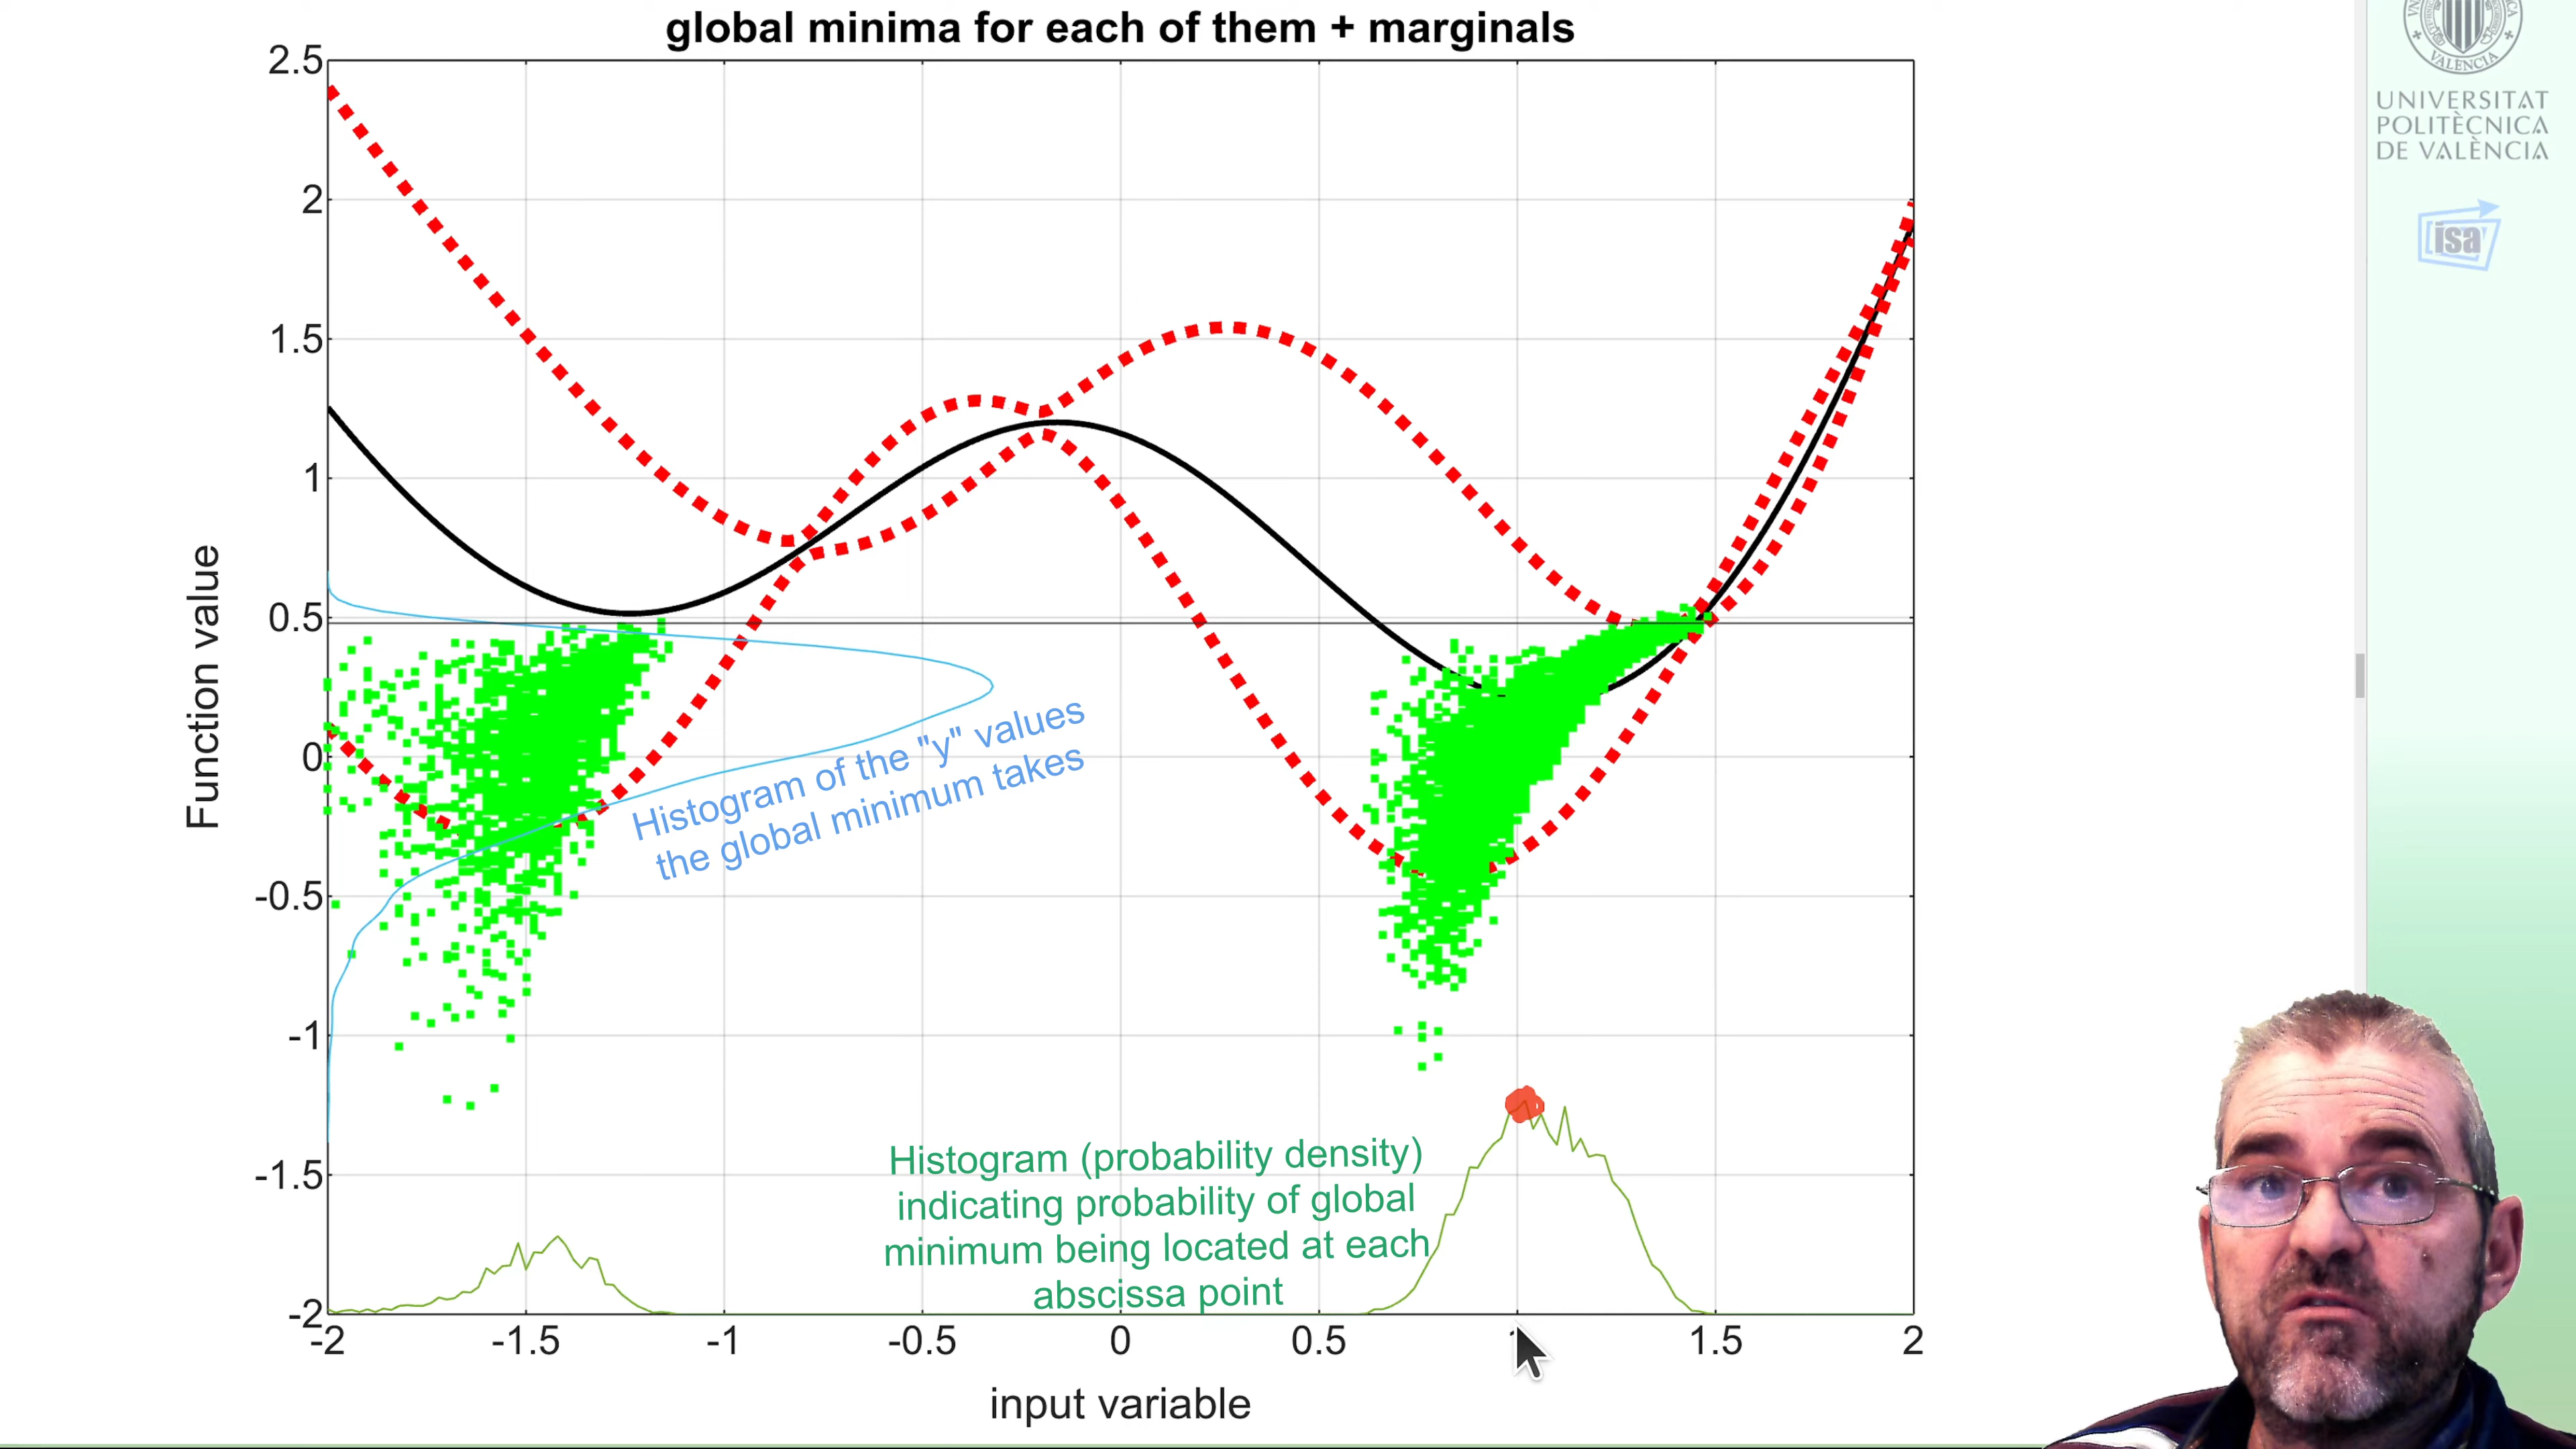 global minima for each of them + marginals
VALÈNCIA
UNIVERSITAT
POLITÈCNICA
DE VALÈNCIA
isa
2.5
2
1.5
1
0.5
0
-0.5
-1
-1.5
-2
Function value
Histogram of the "y" values
the global minimum takes
Histogram (probability density)
indicating probability of global
minimum being located at each
abscissa point
-2
-1.5
-1
-0.5
0
0.5
1.5
2
input variable